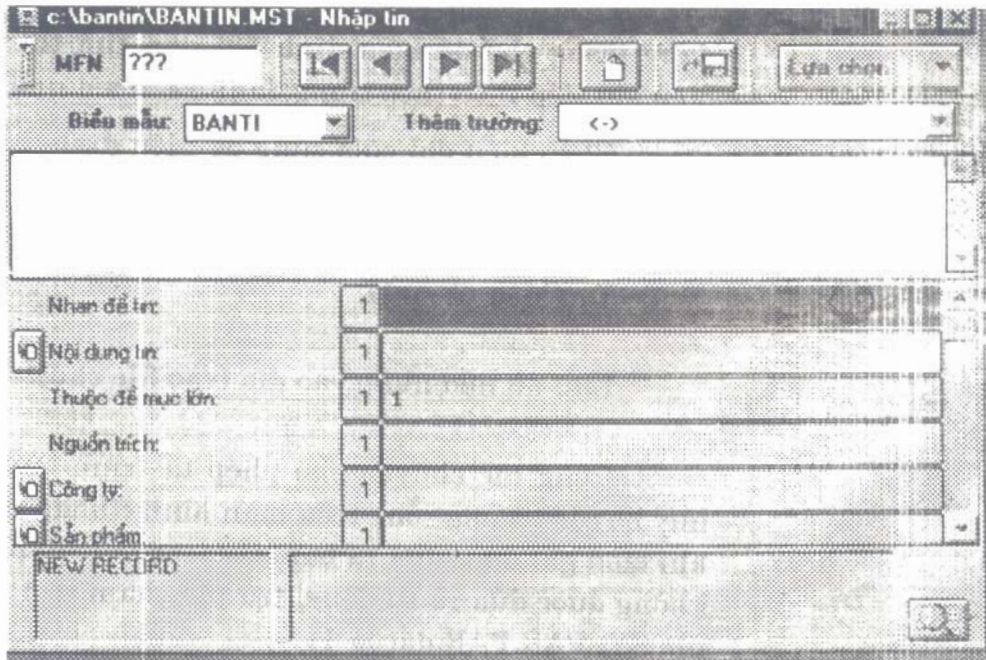 c:\bantin\BANTIN.MST - Nhập tin
MFN ???
Lựa chọn
Biểu mẫu: BANTI Thêm trường: <->
Nhan đề tin: 1
Nội dung tin: 1
Thuộc đề mục lớn: 1 1
Nguồn trích: 1
Công ty: 1
Sản phẩm: 1
NEW RECORD